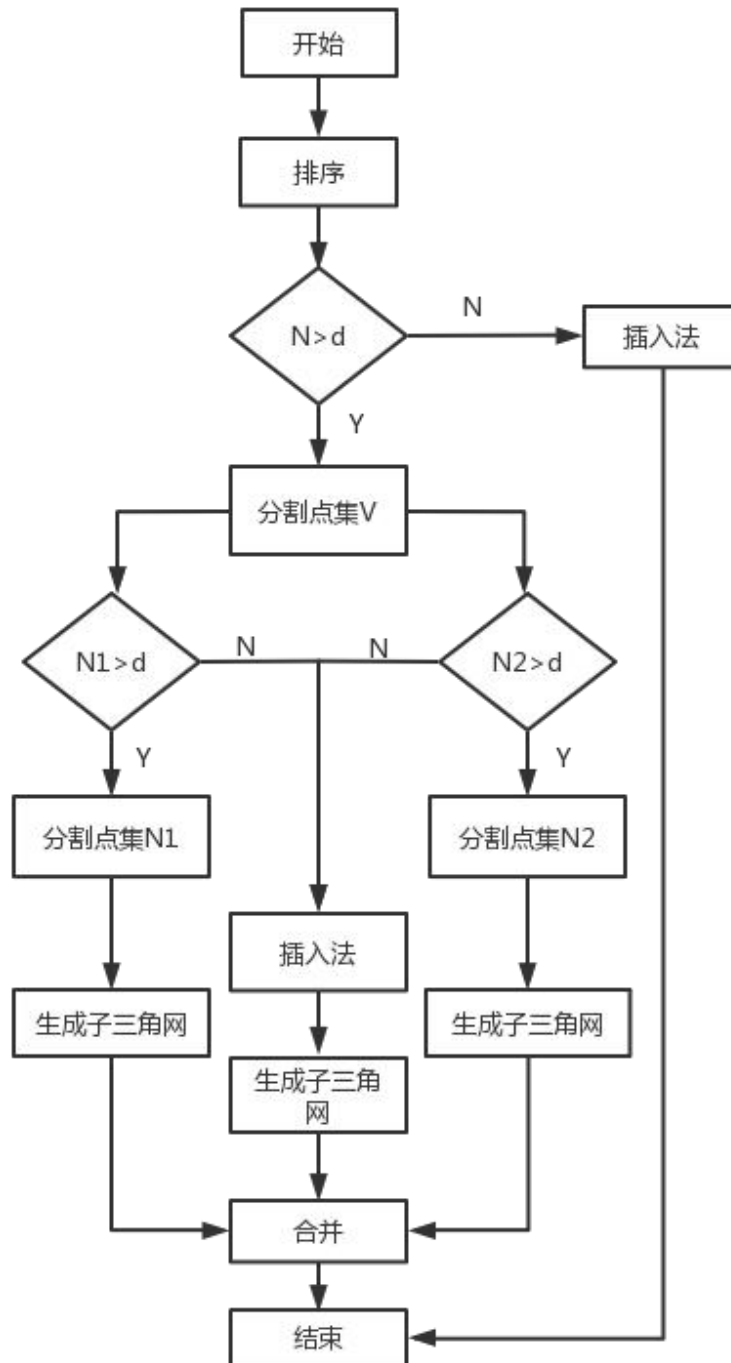 开始
排序
N>d
N
插入法
Y
分割点集V
N1>d
N
N
N2>d
Y
Y
分割点集N1
分割点集N2
插入法
生成子三角网
生成子三角网
生成子三角
网
合并
结束